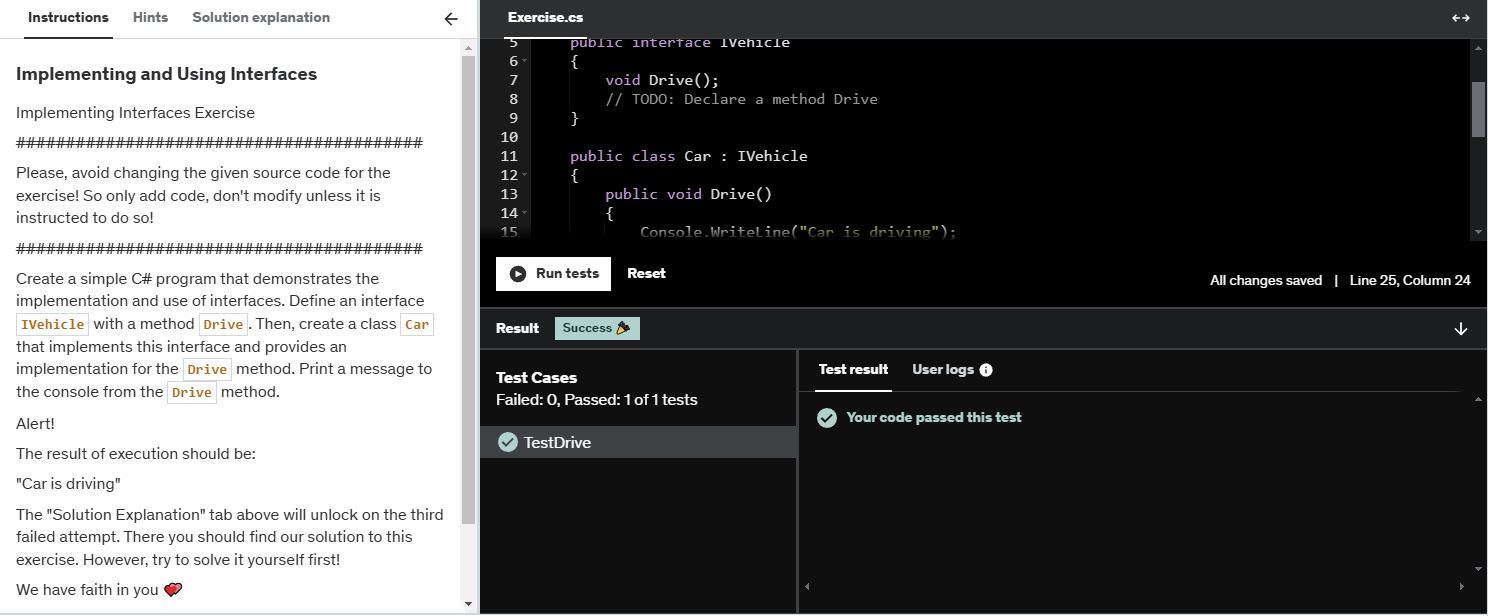 Instructions Hints Solution explanation
Implementing and Using Interfaces
Implementing Interfaces Exercise
########################################
Please, avoid changing the given source code for the
exercise! So only add code, don't modify unless it is
instructed to do so!
########################################
Create a simple C# program that demonstrates the
implementation and use of interfaces. Define an interface
IVehicle with a method Drive. Then, create a class Car
that implements this interface and provides an
implementation for the Drive method. Print a message to
the console from the Drive method.
Alert!
The result of execution should be:
"Car is driving"
The "Solution Explanation" tab above will unlock on the third
failed attempt. There you should find our solution to this
exercise. However, try to solve it yourself first!
We have faith in you
Exercise.cs
5 public interface IVehicle
6 {
7 void Drive();
8 // TODO: Declare a method Drive
9 }
10
11 public class Car : IVehicle
12 {
13 public void Drive()
14 {
15 Console.WriteLine("Car is driving");
Run tests Reset
All changes saved | Line 25, Column 24
Result Success
Test Cases
Failed: 0, Passed: 1 of 1 tests
TestDrive
Test result User logs
Your code passed this test